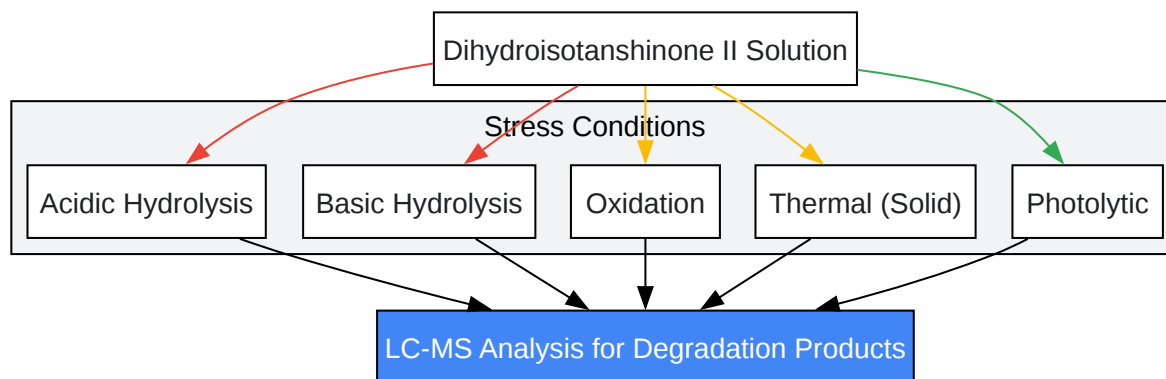 Dihydroisotanshinone II Solution
Stress Conditions
Acidic Hydrolysis
Basic Hydrolysis
Oxidation
Thermal (Solid)
Photolytic
LC-MS Analysis for Degradation Products